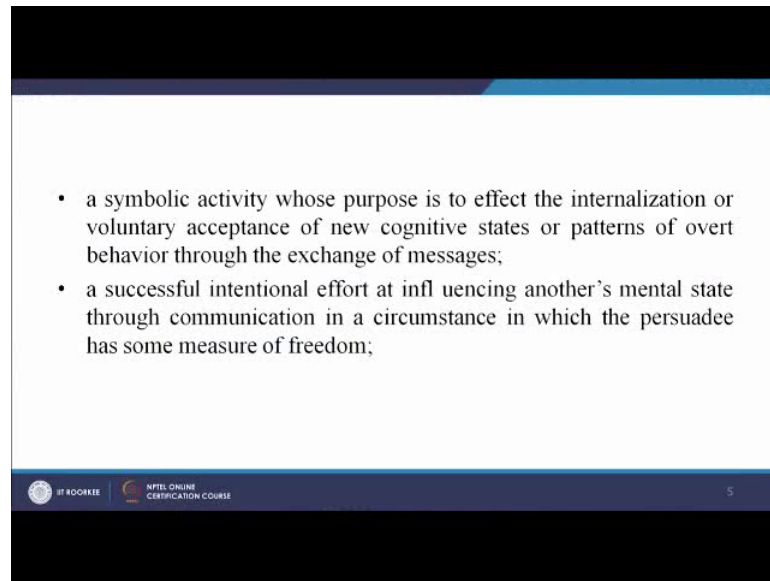 • a symbolic activity whose purpose is to effect the internalization or
voluntary acceptance of new cognitive states or patterns of overt
behavior through the exchange of messages;
• a successful intentional effort at infl uencing another’s mental state
through communication in a circumstance in which the persuadee
has some measure of freedom;
IIT ROORKEE
NPTEL ONLINE
CERTIFICATION COURSE
5